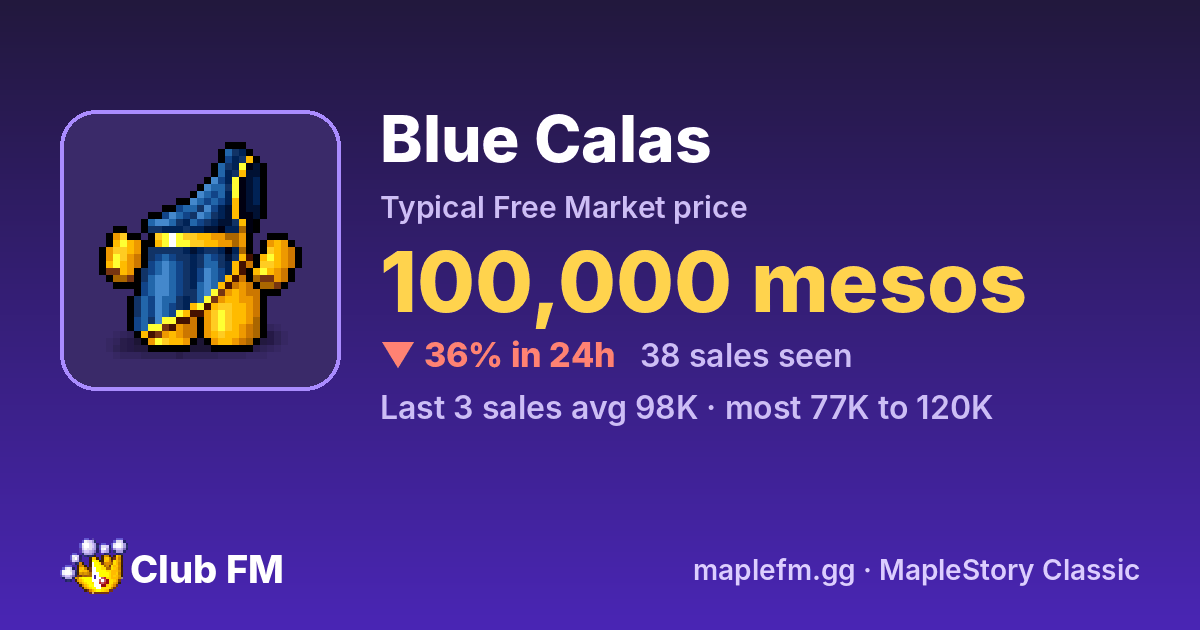 Blue Calas
Typical Free Market price
100,000 mesos
▼ 36% in 24h 38 sales seen
Last 3 sales avg 98K · most 77K to 120K
Club FM
maplefm.gg · MapleStory Classic